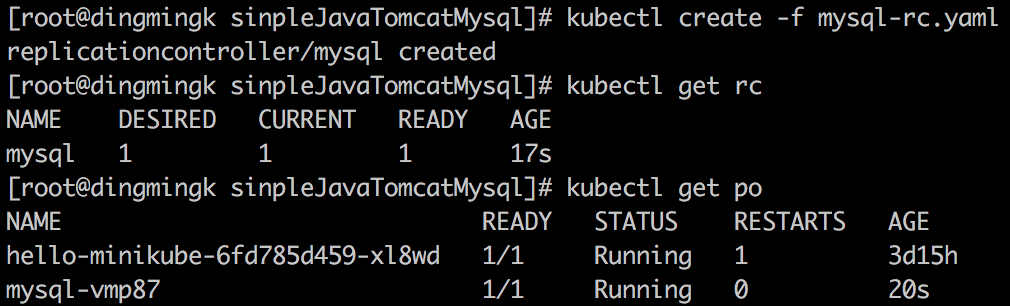 [root@dingmingk sinpleJavaTomcatMysql]# kubectl create -f mysql-rc.yaml
replicationcontroller/mysql created
[root@dingmingk sinpleJavaTomcatMysql]# kubectl get rc
NAME    DESIRED   CURRENT   READY   AGE
mysql   1         1         1       17s
[root@dingmingk sinpleJavaTomcatMysql]# kubectl get po
NAME                              READY   STATUS    RESTARTS   AGE
hello-minikube-6fd785d459-xl8wd   1/1     Running   1          3d15h
mysql-vmp87                       1/1     Running   0          20s